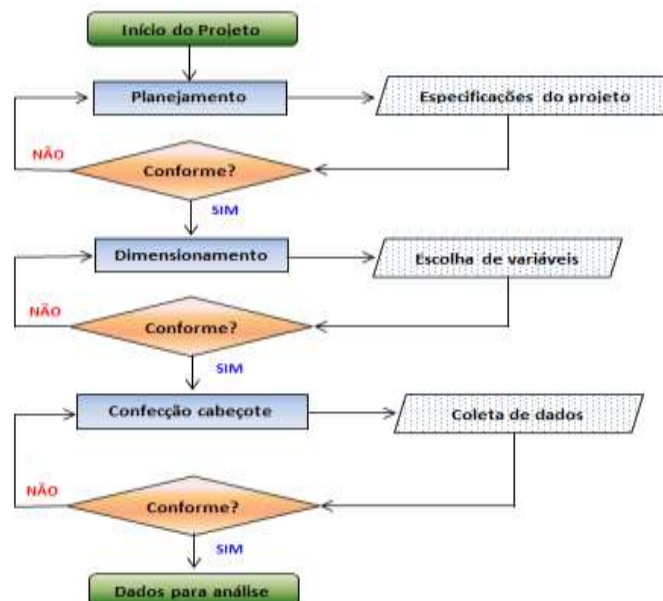 Início do Projeto
Planejamento
Especificações do projeto
NÃO
Conforme?
SIM
Dimensionamento
Escolha de variáveis
NÃO
Conforme?
SIM
Confecção cabeçote
Coleta de dados
NÃO
Conforme?
SIM
Dados para análise